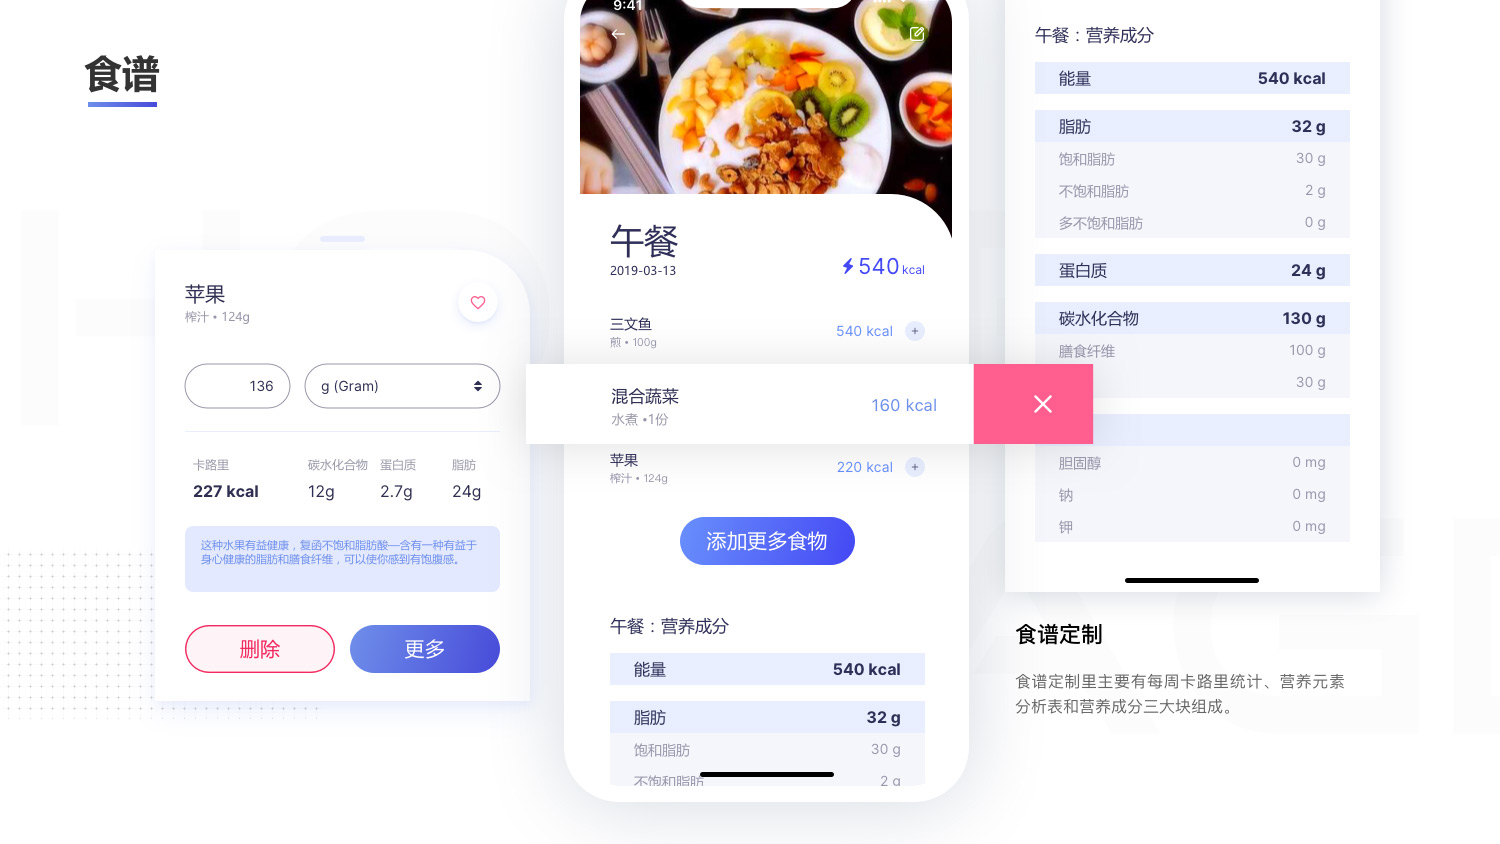 食谱
苹果
榨汁 • 124g
136
g (Gram)
卡路里 碳水化合物 蛋白质 脂肪
227 kcal 12g 2.7g 24g
这种水果有益健康，复函不饱和脂肪酸—含有一种有益于
身心健康的脂肪和膳食纤维，可以使你感到有饱腹感。
删除 更多
9:41
午餐
2019-03-13
540 kcal
三文鱼
煎 • 100g
540 kcal +
混合蔬菜
水煮 •1份
160 kcal
苹果
榨汁 • 124g
220 kcal +
添加更多食物
午餐：营养成分
能量 540 kcal
脂肪 32 g
饱和脂肪 30 g
不饱和脂肪 2 g
午餐：营养成分
能量 540 kcal
脂肪 32 g
饱和脂肪 30 g
不饱和脂肪 2 g
多不饱和脂肪 0 g
蛋白质 24 g
碳水化合物 130 g
膳食纤维 100 g
30 g
胆固醇 0 mg
钠 0 mg
钾 0 mg
食谱定制
食谱定制里主要有每周卡路里统计、营养元素
分析表和营养成分三大块组成。